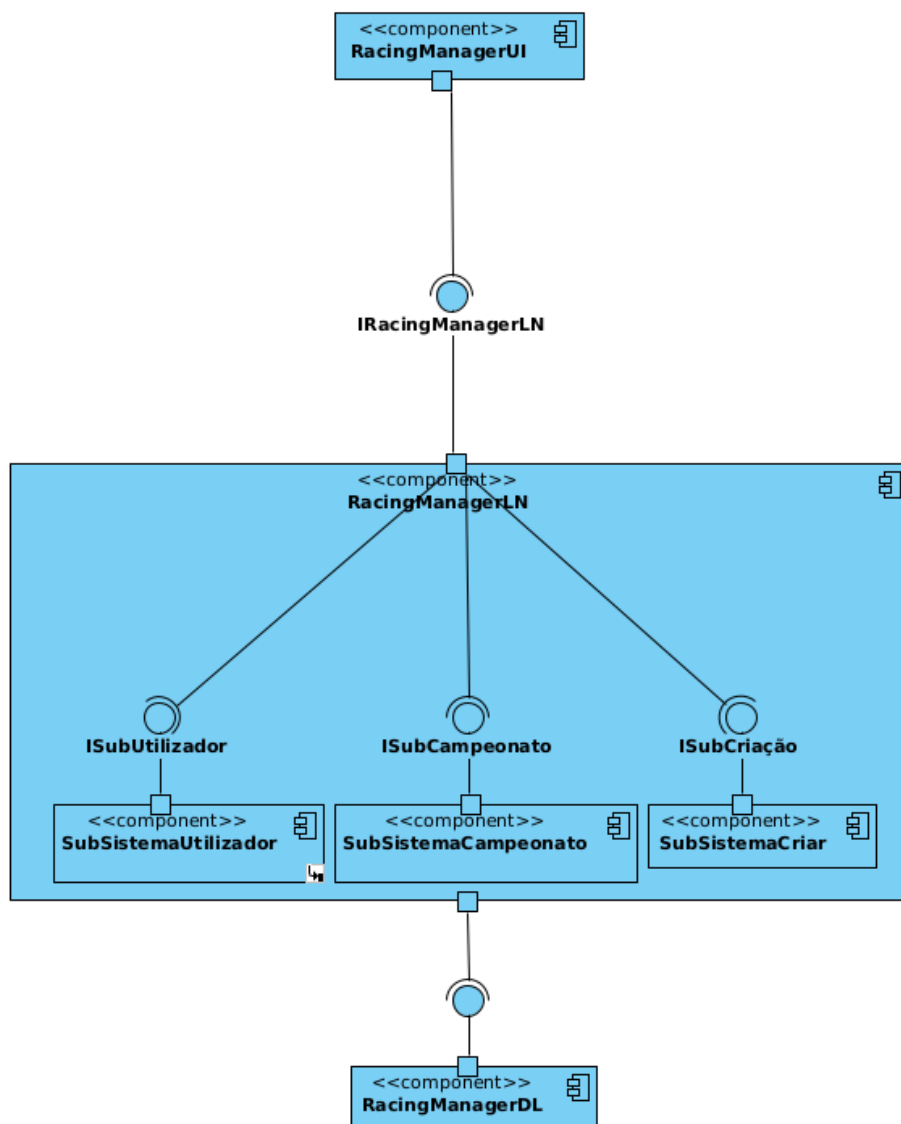 <<component>>
RacingManagerUI
IRacingManagerLN
<<component>>
RacingManagerLN
ISubUtilizador
ISubCampeonato
ISubCriação
<<component>>
SubSistemaUtilizador
<<component>>
SubSistemaCampeonato
<<component>>
SubSistemaCriar
<<component>>
RacingManagerDL